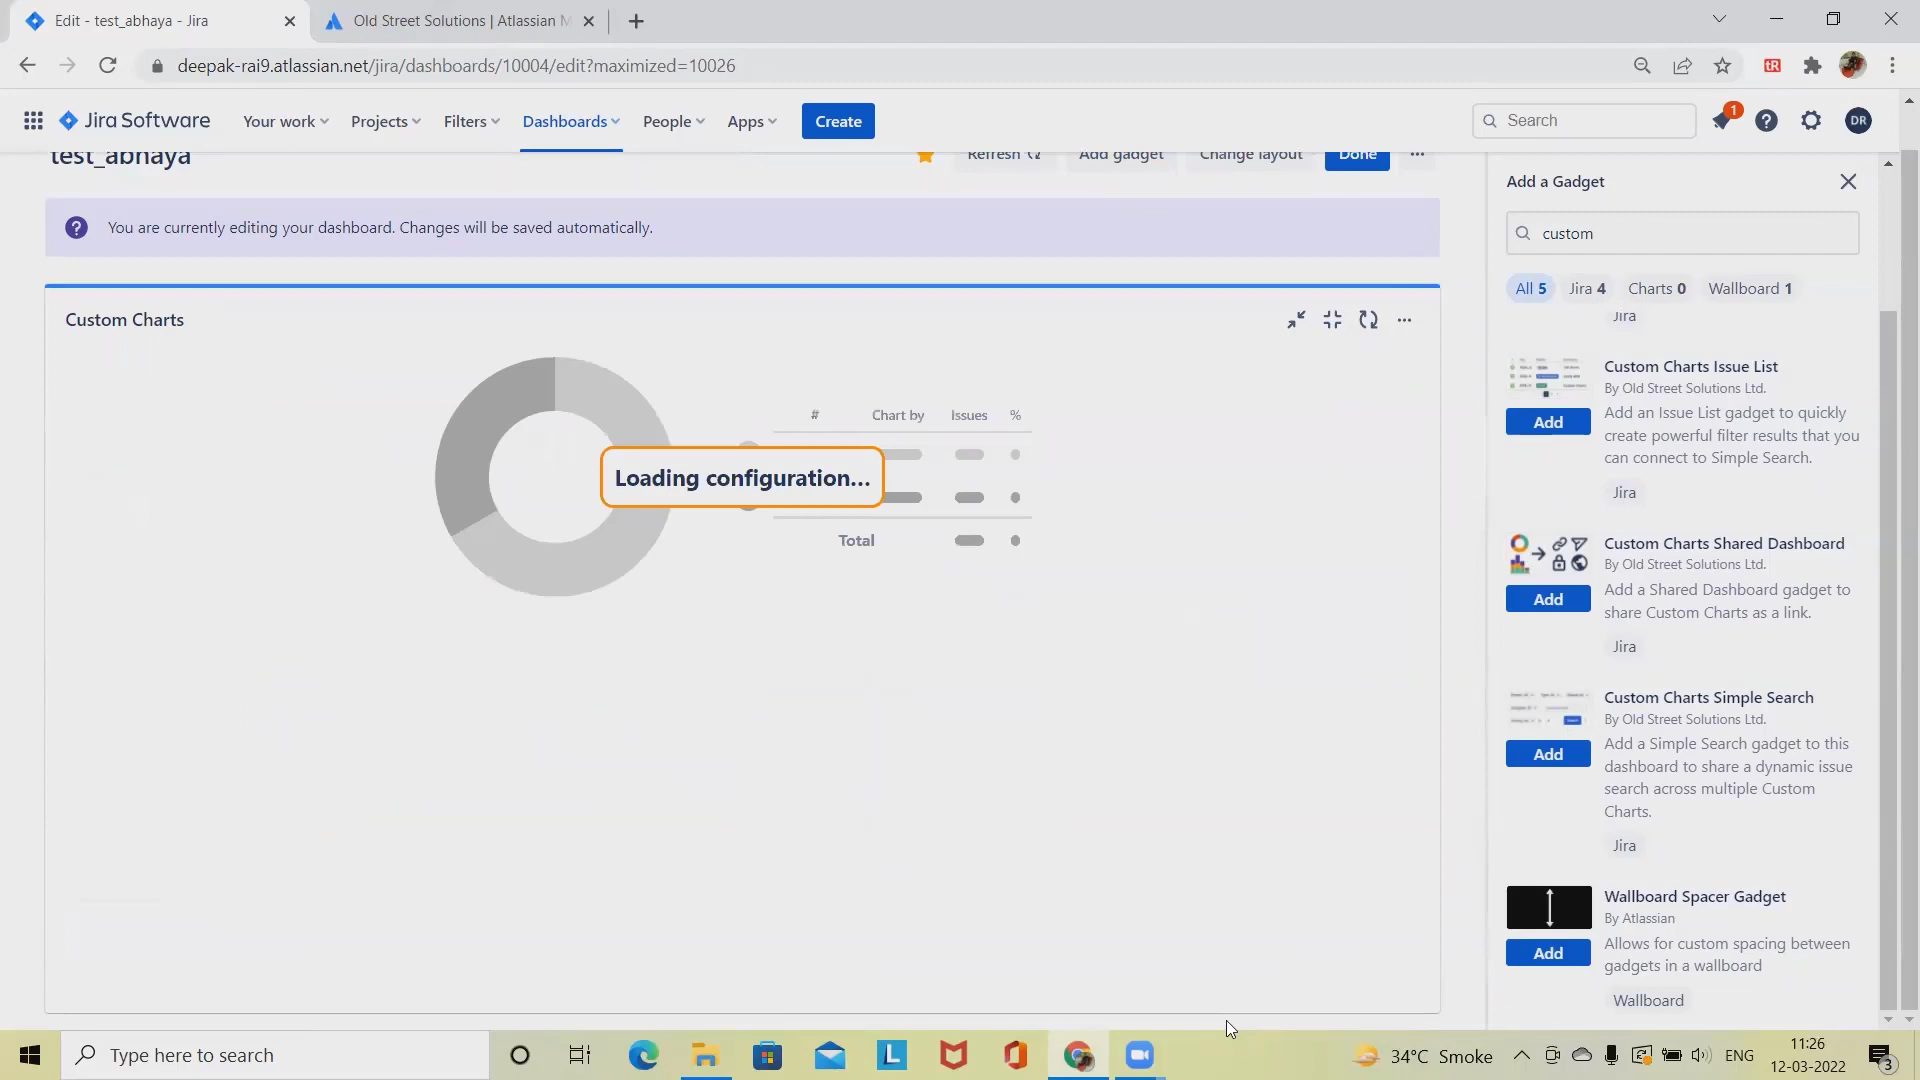 Edit - test_abhaya - Jira
Old Street Solutions | Atlassian M
deepak-rai9.atlassian.net/jira/dashboards/10004/edit?maximized=10026
tR
Jira Software
Your work
Projects
Filters
Dashboards
People
Apps
Create
Search
1
DR
test_abhaya
Refresh
Add gadget
Change layout
Done
You are currently editing your dashboard. Changes will be saved automatically.
Custom Charts
# Chart by Issues %
Loading configuration...
Total
Add a Gadget
custom
All 5 Jira 4 Charts 0 Wallboard 1
Jira
Custom Charts Issue List
By Old Street Solutions Ltd.
Add
Add an Issue List gadget to quickly
create powerful filter results that you
can connect to Simple Search.
Jira
Custom Charts Shared Dashboard
By Old Street Solutions Ltd.
Add
Add a Shared Dashboard gadget to
share Custom Charts as a link.
Jira
Custom Charts Simple Search
By Old Street Solutions Ltd.
Add
Add a Simple Search gadget to this
dashboard to share a dynamic issue
search across multiple Custom
Charts.
Jira
Wallboard Spacer Gadget
By Atlassian
Add
Allows for custom spacing between
gadgets in a wallboard
Wallboard
Type here to search
L
34°C Smoke
ENG
11:26
12-03-2022
3